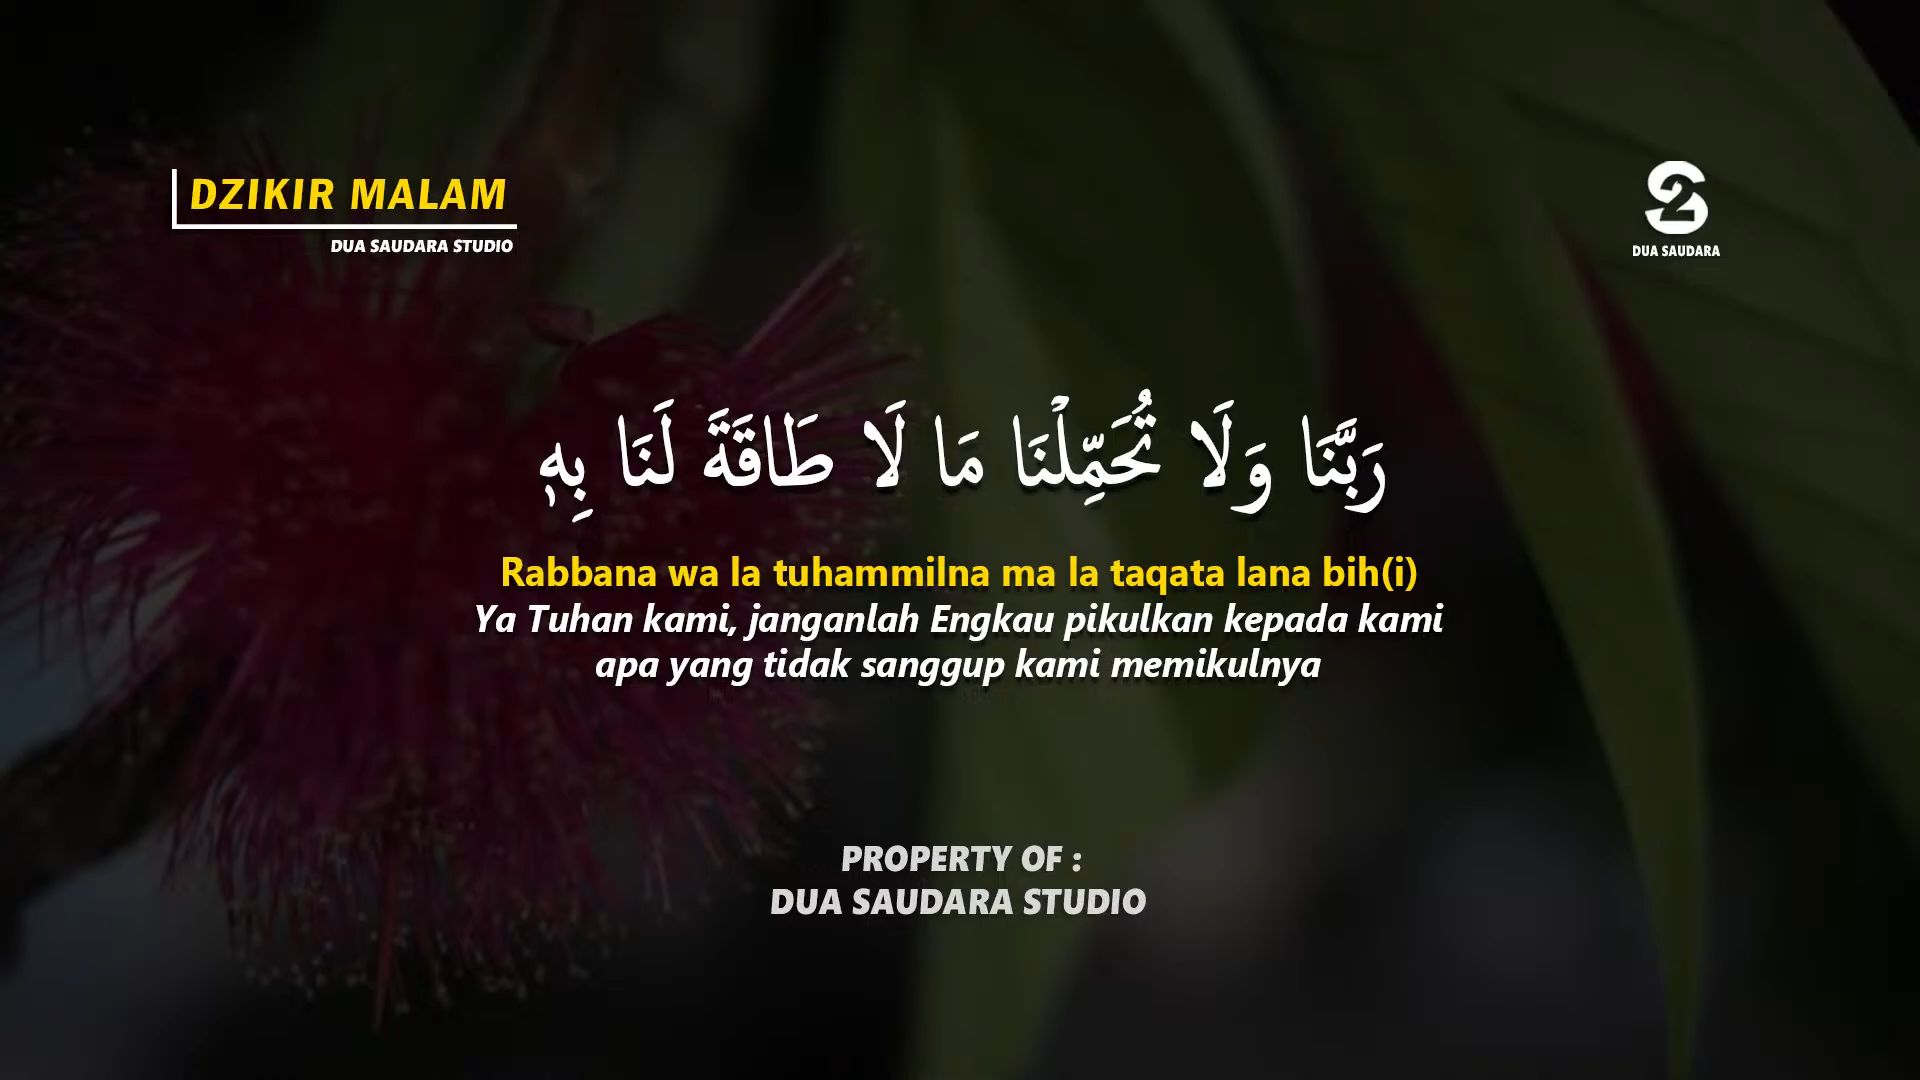 DZIKIR MALAM
DUA SAUDARA STUDIO
S2
DUA SAUDARA
رَبَّنَا وَلَا تُحَمِّلْنَا مَا لَا طَاقَةَ لَنَا بِهٖ
Rabbana wa la tuhammilna ma la taqata lana bih(i)
Ya Tuhan kami, janganlah Engkau pikulkan kepada kami
apa yang tidak sanggup kami memikulnya
PROPERTY OF :
DUA SAUDARA STUDIO